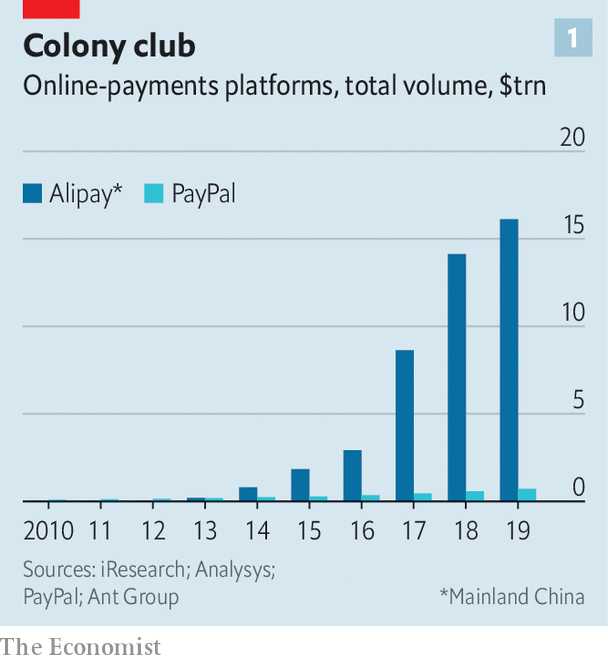 Colony club
1
Online-payments platforms, total volume, $trn
20
Alipay* PayPal
15
10
5
0
2010 11 12 13 14 15 16 17 18 19
Sources: iResearch; Analysys;
PayPal; Ant Group
*Mainland China
The Economist